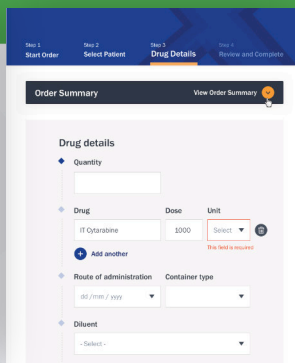 Step 1 Step 2 Step 3 Step 4
Start Order Select Patient Drug Details Review and Complete
Order Summary View Order Summary
Drug details
Quantity
Drug Dose Unit
IT Cytarabine 1000 Select
This field is required
Add another
Route of administration Container type
dd /mm / yyyy
Diluent
- Select -